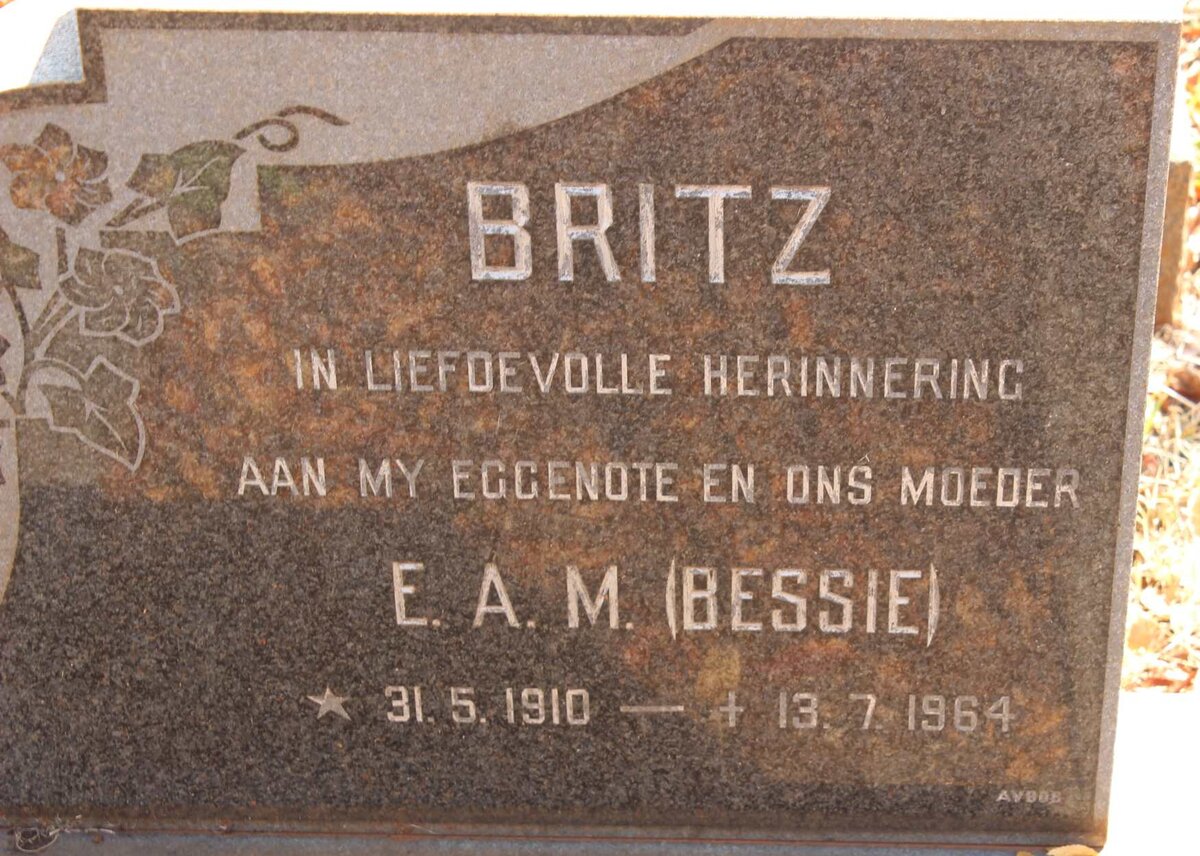 BRITZ
IN LIEFDEVOLLE HERINNERING
AAN MY EGGENOTE EN ONS MOEDER
E. A. M. (BESSIE)
★ 31. 5. 1910 — + 13. 7. 1964